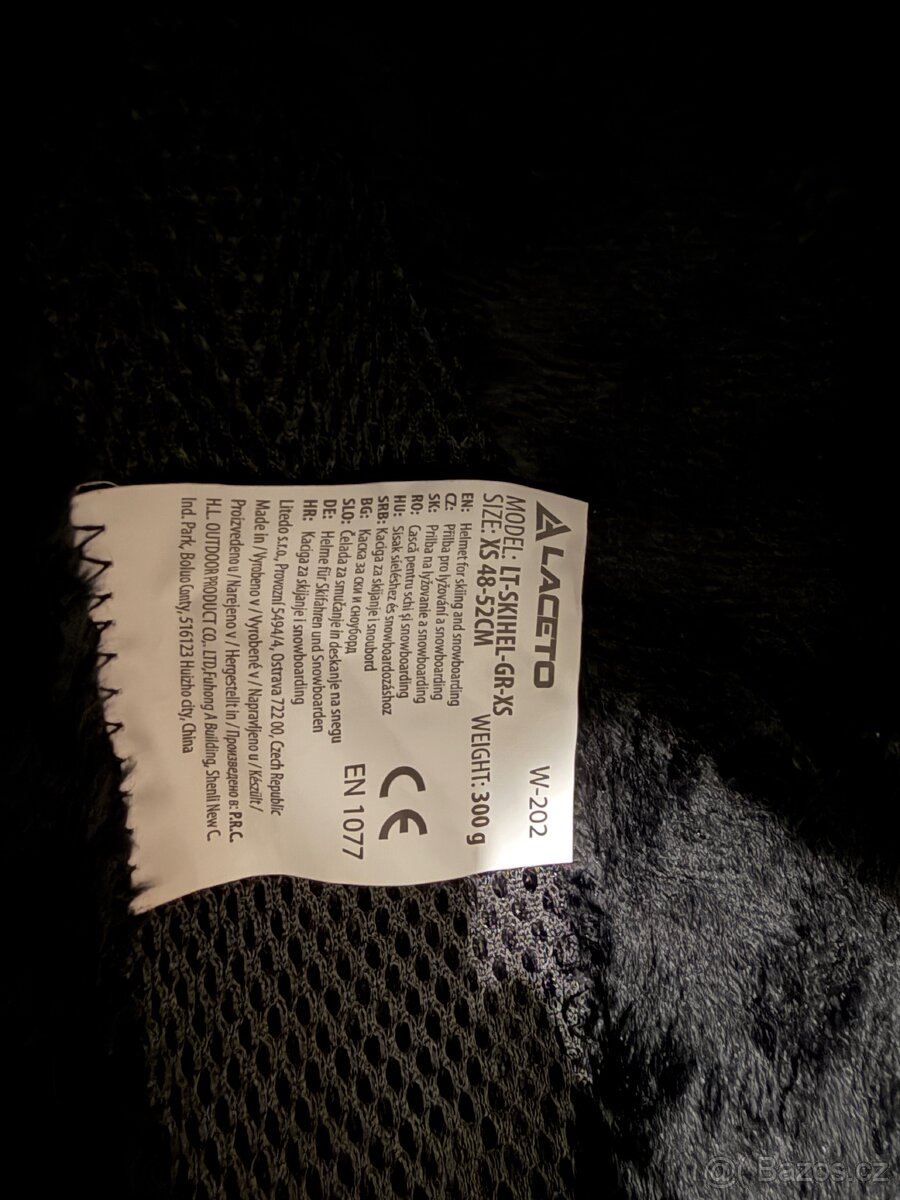 LACETO
W-202
MODEL: LT-SKIHEL-GR-XS
SIZE: XS 48-52CM WEIGHT: 300 g
EN: Helmet for skiing and snowboarding
CZ: Přilba pro lyžování a snowboarding
SK: Prilba na lyžovanie a snowboarding
RO: Cască pentru schi și snowboarding
HU: Sisak síeléshez és snowboardozáshoz
SRB: Kaciga za skijanje i snoubord
BG: Каска за ски и сноуборд
SLO: Čelada za smučanje in deskanje na snegu
DE: Helme für Skifahren und Snowboarden
HR: Kaciga za skijanje i snowboarding
CE
EN 1077
Litedo s.r.o., Provozní 5494/4, Ostrava 722 00, Czech Republic
Made in / Vyrobeno v / Vyrobené v / Napravljeno u / Készült /
Proizvedeno u / Narejeno v / Hergestellt in / Произведено в: P.R.C.
H.L. OUTDOOR PRODUCT CO,. LTD,Fuhong A Building, Shenli New C.
Ind. Park, Boluo Conty, 516123 Huizho city, China
@ Bazos.cz